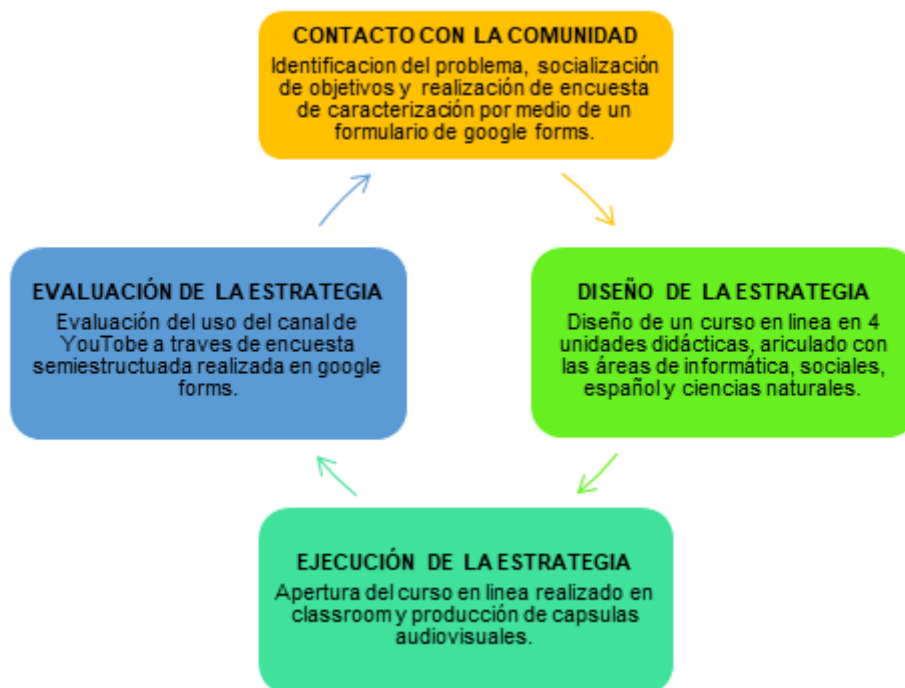 CONTACTO CON LA COMUNIDAD
Identificacion del problema, socialización
de objetivos y realización de encuesta
de caracterización por medio de un
formulario de google forms.
EVALUACIÓN DE LA ESTRATEGIA
Evaluación del uso del canal de
YouTobe a traves de encuesta
semiestructuada realizada en google
forms.
DISEÑO DE LA ESTRATEGIA
Diseño de un curso en linea en 4
unidades didácticas, ariculado con
las áreas de informática, sociales,
español y ciencias naturales.
EJECUCIÓN DE LA ESTRATEGIA
Apertura del curso en linea realizado en
classroom y producción de capsulas
audiovisuales.